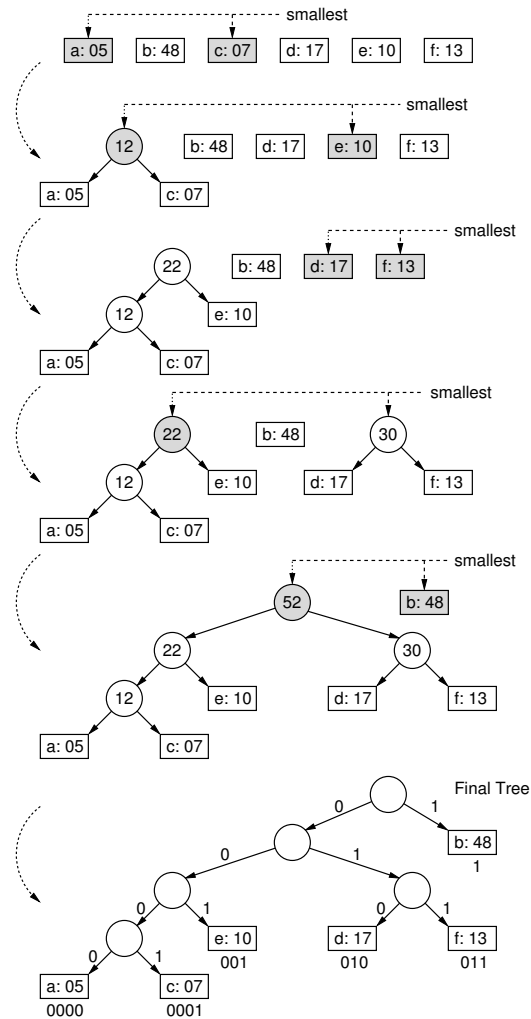 smallest
a: 05 b: 48 c: 07 d: 17 e: 10 f: 13
smallest
12 b: 48 d: 17 e: 10 f: 13
a: 05 c: 07
smallest
22 b: 48 d: 17 f: 13
12 e: 10
a: 05 c: 07
smallest
22 b: 48 30
12 e: 10 d: 17 f: 13
a: 05 c: 07
smallest
52 b: 48
22 30
12 e: 10 d: 17 f: 13
a: 05 c: 07
Final Tree
0 1
b: 48
0 1 1
0 1 0 1
e: 10 d: 17 f: 13
0 1 001 010 011
a: 05 c: 07
0000 0001